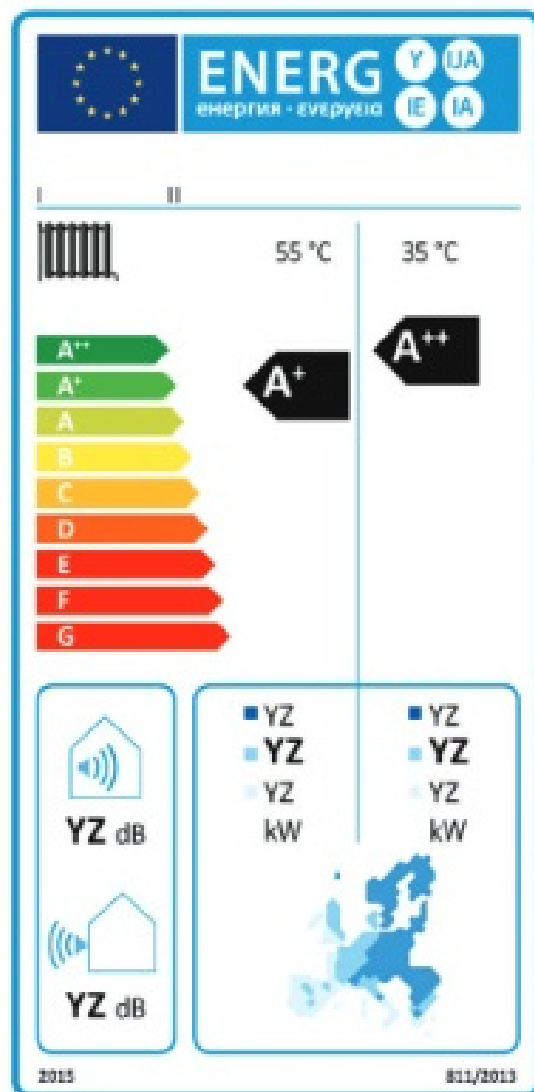 ENERG Y IJA
енергия · ενεργεια IE IA
I II
55 °C 35 °C
A++
A+
A
B
C
D
E
F
G
A+
A++
YZ dB
YZ dB
YZ YZ
YZ YZ
YZ YZ
kW kW
2015 811/2013